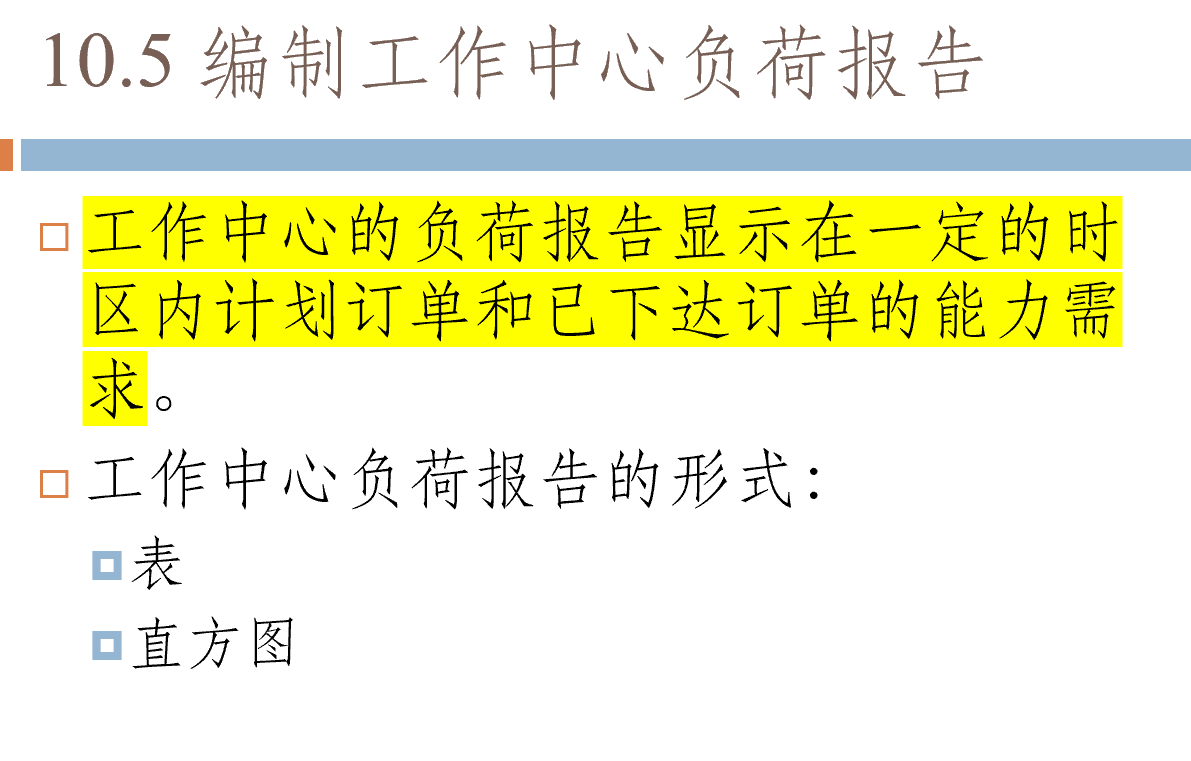 10.5 编制工作中心负荷报告
工作中心的负荷报告显示在一定的时
区内计划订单和已下达订单的能力需
求。
工作中心负荷报告的形式：
表
直方图